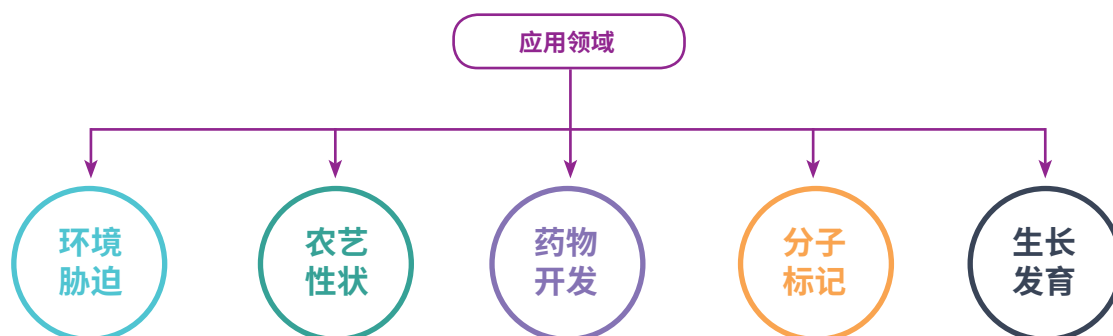 应用领域
环境
胁迫
农艺
性状
药物
开发
分子
标记
生长
发育